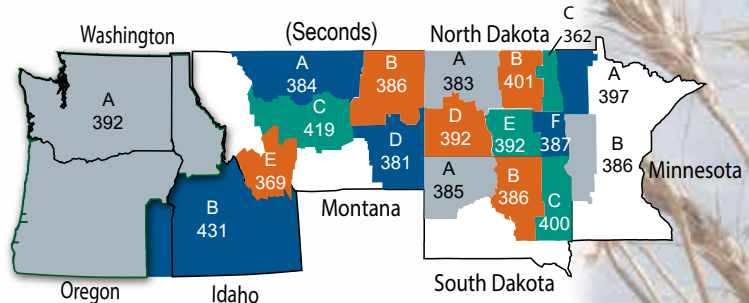 Washington
(Seconds)
North Dakota
C
362
A
384
B
386
A
383
B
401
A
397
A
392
C
419
D
392
E
392
F
387
B
386
D
381
Minnesota
E
369
A
385
B
386
B
431
C
400
Montana
South Dakota
Oregon
Idaho